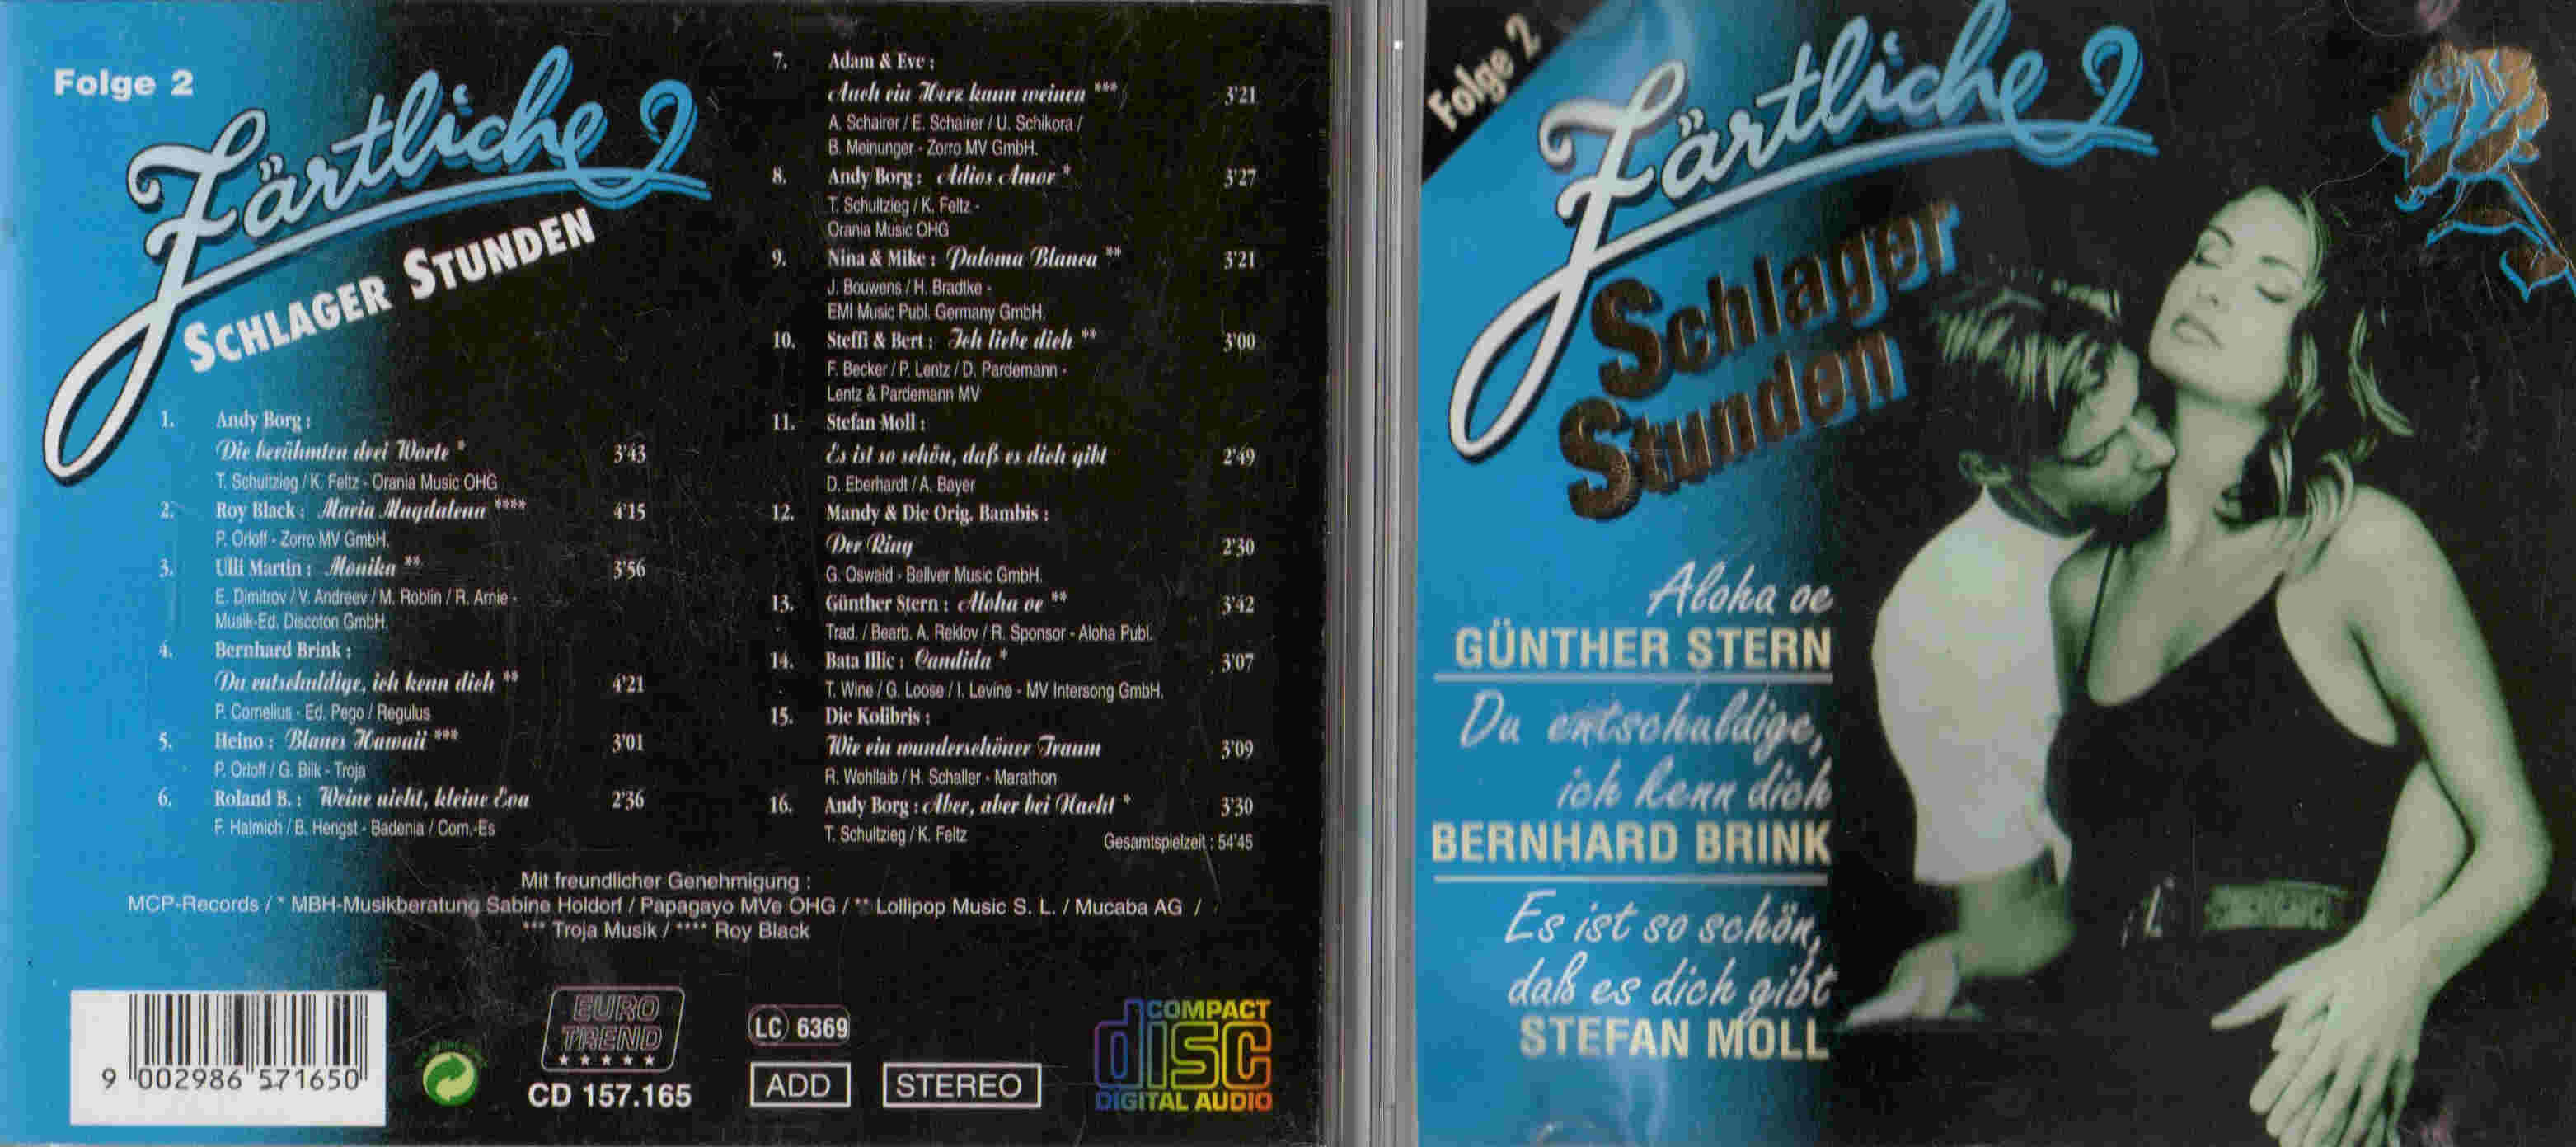 Folge 2
Zärtliche
SCHLAGER STUNDEN
1. Andy Borg :
Die berühmten drei Worte * 3'43
T. Schultzieg / K. Feltz - Orania Music OHG
2. Roy Black : Maria Magdalena **** 4'15
P. Orloff - Zorro MV GmbH.
3. Ulli Martin : Monika ** 3'56
E. Dimitrov / V. Andreev / M. Roblin / R. Arnie -
Musik-Ed. Discoton GmbH.
4. Bernhard Brink :
Du entschuldige, ich kenn dich ** 4'21
P. Cornelius - Ed. Pego / Regulus
5. Heino : Blaues Hawaii *** 3'01
P. Orloff / G. Bilk - Troja
6. Roland B. : Weine nicht, kleine Eva 2'36
F. Halmich / B. Hengst - Badenia / Com.-Es
7. Adam & Eve :
Auch ein Herz kann weinen *** 3'21
A. Schairer / E. Schairer / U. Schikora /
B. Meinunger - Zorro MV GmbH.
8. Andy Borg : Adios Amor * 3'27
T. Schultzieg / K. Feltz -
Orania Music OHG
9. Nina & Mike : Paloma Blanca ** 3'21
J. Bouwens / H. Bradtke -
EMI Music Publ. Germany GmbH.
10. Steffi & Bert : Ich liebe dich ** 3'00
F. Becker / P. Lentz / D. Pardemann -
Lentz & Pardemann MV
11. Stefan Moll :
Es ist so schön, daß es dich gibt 2'49
D. Eberhardt / A. Bayer
12. Mandy & Die Orig. Bambis :
Der Ring 2'30
G. Oswald - Bellver Music GmbH.
13. Günther Stern : Aloha oe ** 3'42
Trad. / Bearb. A. Reklov / R. Sponsor - Aloha Publ.
14. Bata Illic : Candida * 3'07
T. Wine / G. Loose / I. Levine - MV Intersong GmbH.
15. Die Kolibris :
Wie ein wunderschöner Traum 3'09
R. Wohllaib / H. Schaller - Marathon
16. Andy Borg : Aber, aber bei Nacht * 3'30
T. Schultzieg / K. Feltz
Gesamtspielzeit : 54'45
Mit freundlicher Genehmigung :
MCP-Records / * MBH-Musikberatung Sabine Holdorf / Papagayo MVe OHG / ** Lollipop Music S. L. / Mucaba AG /
*** Troja Musik / **** Roy Black
9 002986 571650
EURO
TREND
CD 157.165
LC 6369
ADD
STEREO
COMPACT
disc
DIGITAL AUDIO
Folge 2
Zärtliche
Schlager
Stunden
Aloha oe
GÜNTHER STERN
Du entschuldige,
ich kenn dich
BERNHARD BRINK
Es ist so schön,
daß es dich gibt
STEFAN MOLL